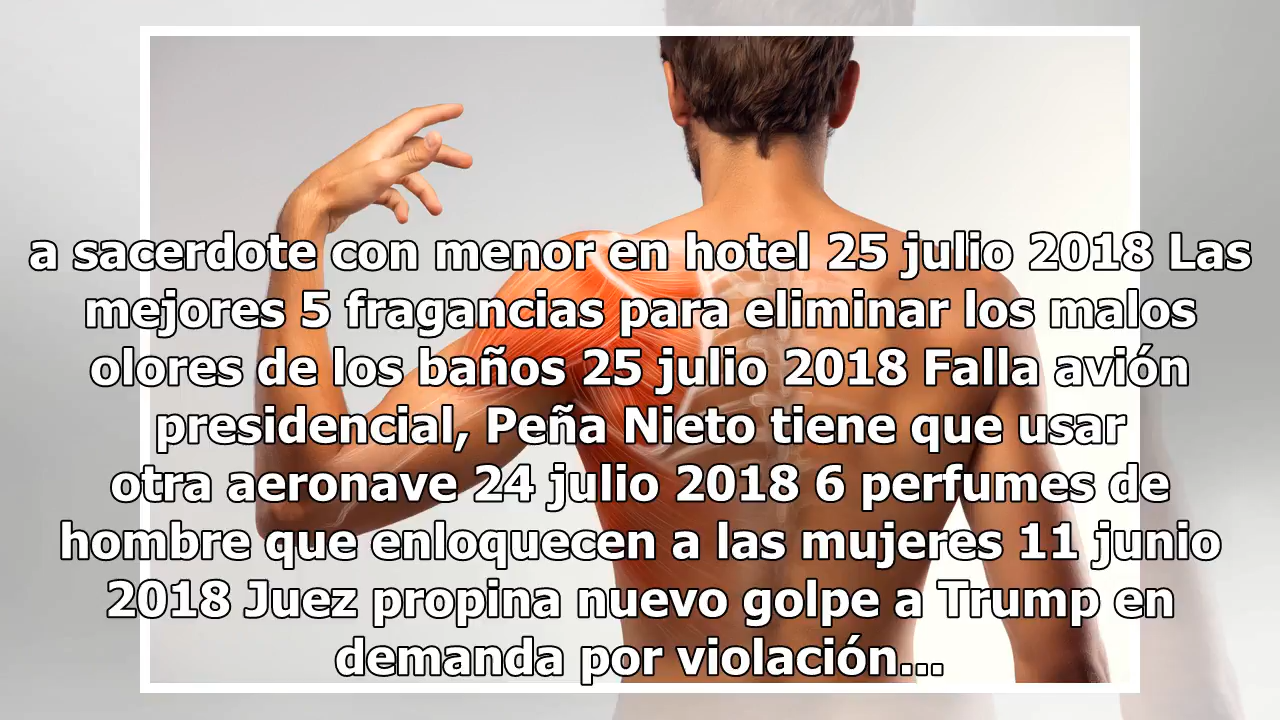 a sacerdote con menor en hotel 25 julio 2018 Las
mejores 5 fragancias para eliminar los malos
olores de los baños 25 julio 2018 Falla avión
presidencial, Peña Nieto tiene que usar
otra aeronave 24 julio 2018 6 perfumes de
hombre que enloquecen a las mujeres 11 junio
2018 Juez propina nuevo golpe a Trump en
demanda por violación...